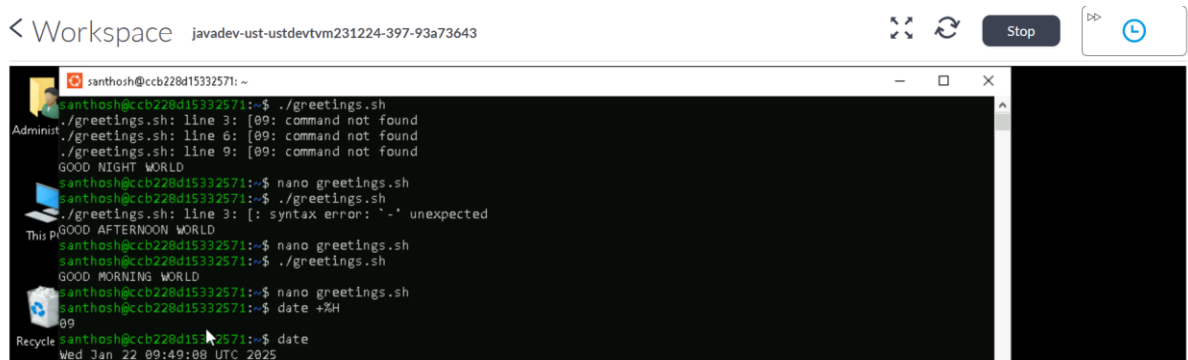 Workspace javadev-ust-ustdevtvm231224-397-93a73643
Stop
santhosh@ccb228d15332571: ~
santhosh@ccb228d15332571:~$ ./greetings.sh
./greetings.sh: line 3: [09: command not found
Administ
./greetings.sh: line 6: [09: command not found
./greetings.sh: line 9: [09: command not found
GOOD NIGHT WORLD
santhosh@ccb228d15332571:~$ nano greetings.sh
santhosh@ccb228d15332571:~$ ./greetings.sh
./greetings.sh: line 3: [: syntax error: `-' unexpected
This P
GOOD AFTERNOON WORLD
santhosh@ccb228d15332571:~$ nano greetings.sh
santhosh@ccb228d15332571:~$ ./greetings.sh
GOOD MORNING WORLD
santhosh@ccb228d15332571:~$ nano greetings.sh
santhosh@ccb228d15332571:~$ date +%H
09
Recycle
santhosh@ccb228d15332571:~$ date
Wed Jan 22 09:49:08 UTC 2025